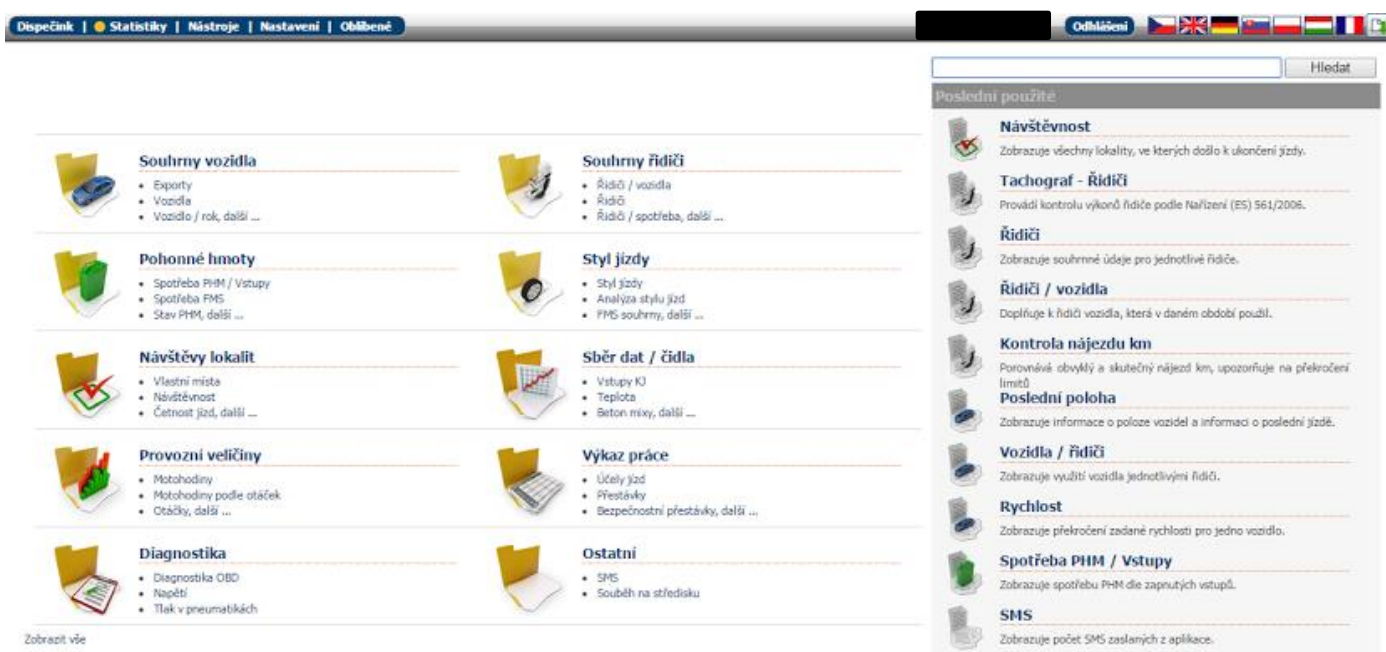 Dispečink | Statistiky | Nástroje | Nastavení | Oblíbené
Odhlášení
Hledat
Poslední použité
Souhrny vozidla
• Exporty
• Vozidla
• Vozidlo / rok, další ...
Souhrny řidiči
• Řidiči / vozidla
• Řidiči
• Řidiči / spotřeba, další ...
Pohonné hmoty
• Spotřeba PHM / Vstupy
• Spotřeba FMS
• Stav PHM, další ...
Styl jízdy
• Styl jízdy
• Analýza stylu jízd
• FMS souhrny, další ...
Návštěvy lokalit
• Vlastní místa
• Návštěvnost
• Četnost jízd, další ...
Sběr dat / čidla
• Vstupy KJ
• Teplota
• Beton mixy, další ...
Provozní veličiny
• Motohodiny
• Motohodiny podle otáček
• Otáčky, další ...
Výkaz práce
• Účely jízd
• Přestávky
• Bezpečnostní přestávky, další ...
Diagnostika
• Diagnostika OBD
• Napětí
• Tlak v pneumatikách
Ostatní
• SMS
• Souběh na středisku
Zobrazit vše
Návštěvnost
Zobrazuje všechny lokality, ve kterých došlo k ukončení jízdy.
Tachograf - Řidiči
Provádí kontrolu výkonů řidiče podle Nařízení (ES) 561/2006.
Řidiči
Zobrazuje souhrnné údaje pro jednotlivé řidiče.
Řidiči / vozidla
Doplňuje k řidiči vozidla, která v daném období použil.
Kontrola nájezdu km
Porovnává obvyklý a skutečný nájezd km, upozorňuje na překročení
limitů
Poslední poloha
Zobrazuje informace o poloze vozidel a informaci o poslední jízdě.
Vozidla / řidiči
Zobrazuje využití vozidla jednotlivými řidiči.
Rychlost
Zobrazuje překročení zadané rychlosti pro jedno vozidlo.
Spotřeba PHM / Vstupy
Zobrazuje spotřebu PHM dle zapnutých vstupů.
SMS
Zobrazuje počet SMS zaslaných z aplikace.